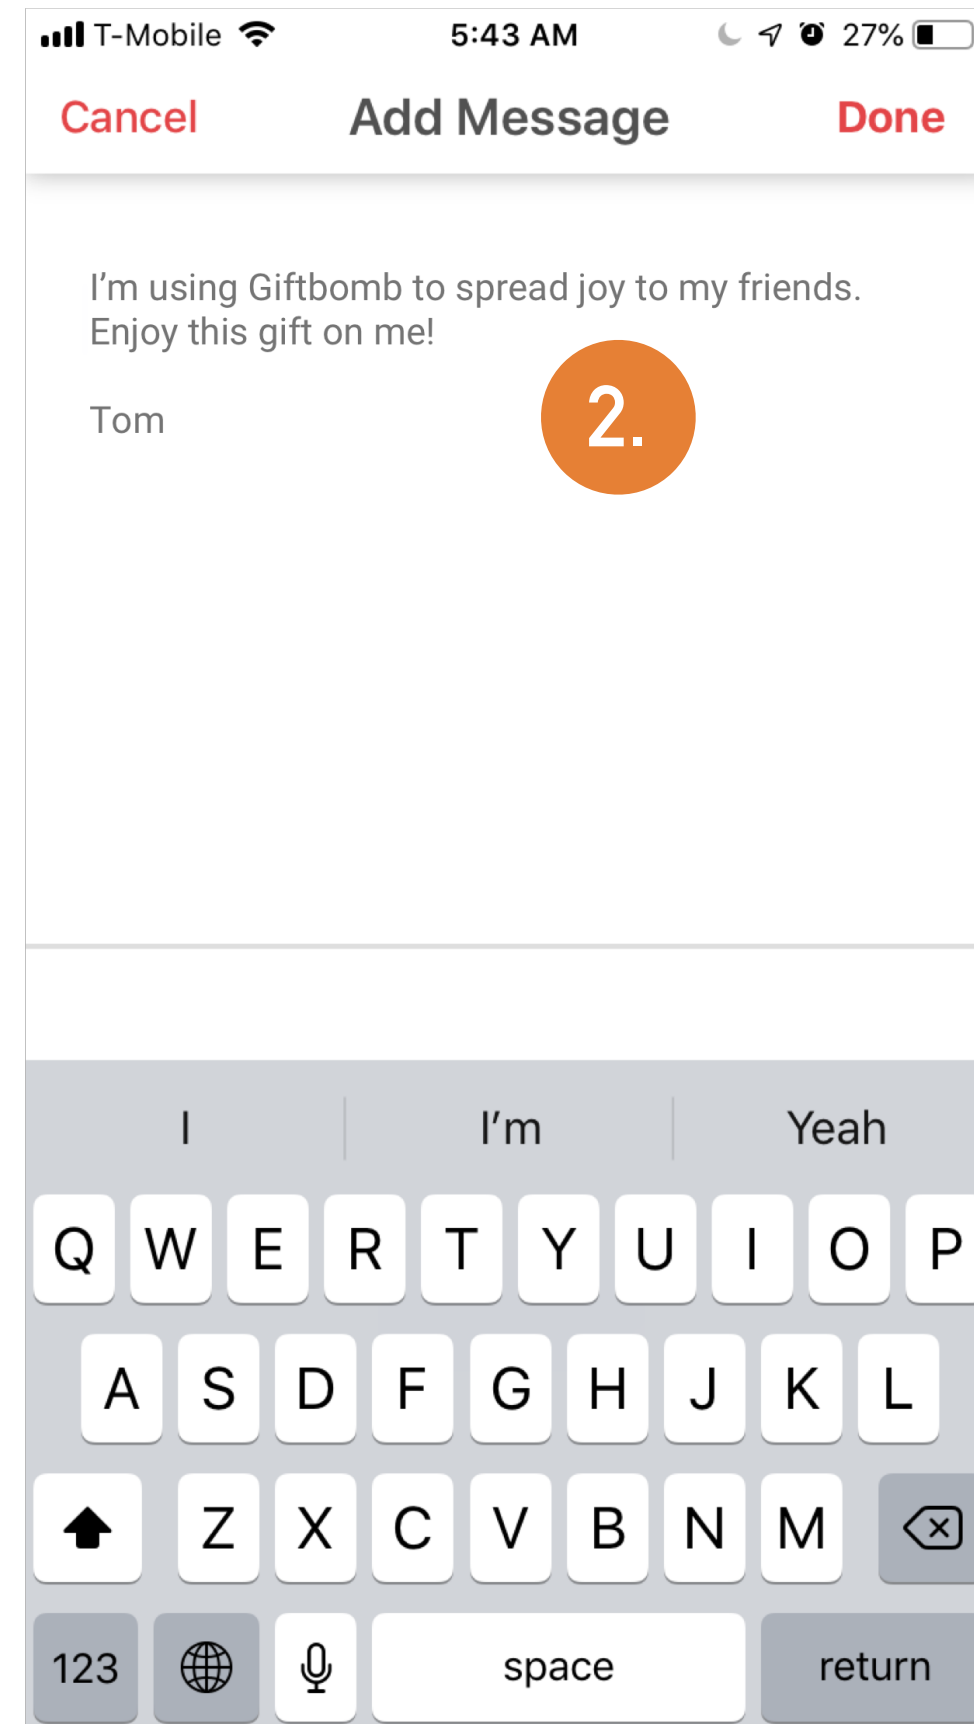 T-Mobile 5:43 AM 27%
Cancel Add Message Done
I'm using Giftbomb to spread joy to my friends.
Enjoy this gift on me!
Tom
2.
I I'm Yeah
Q W E R T Y U I O P
A S D F G H J K L
Z X C V B N M
123 space return